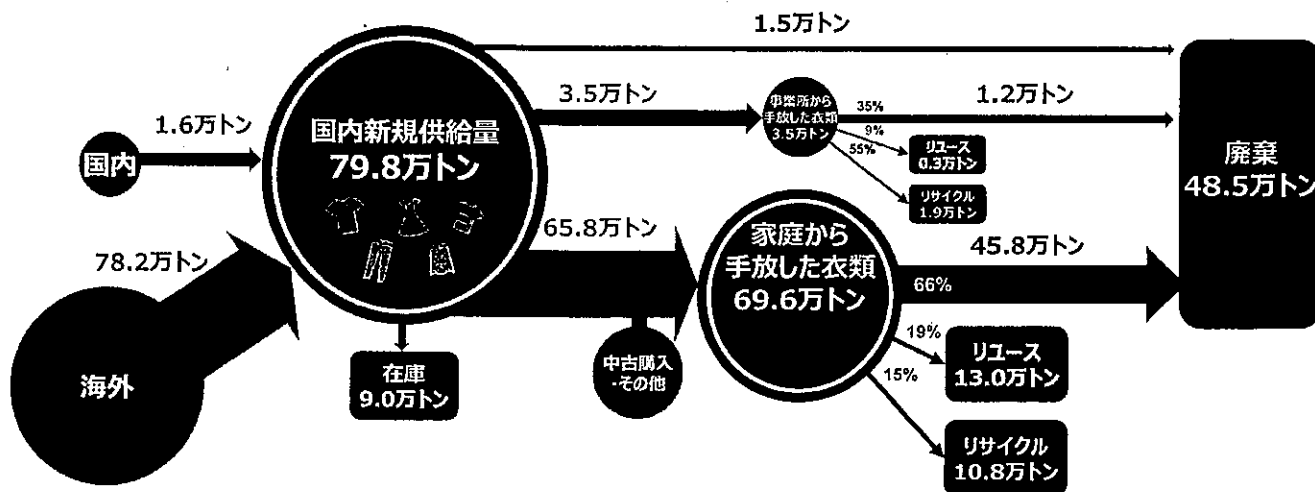 1.5万トン
3.5万トン
事業所から
手放した衣類
3.5万トン
35%
1.2万トン
9%
リユース
0.3万トン
55%
リサイクル
1.9万トン
廃棄
48.5万トン
国内
1.6万トン
国内新規供給量
79.8万トン
海外
78.2万トン
65.8万トン
在庫
9.0万トン
中古購入
・その他
家庭から
手放した衣類
69.6万トン
45.8万トン
66%
19%
リユース
13.0万トン
15%
リサイクル
10.8万トン